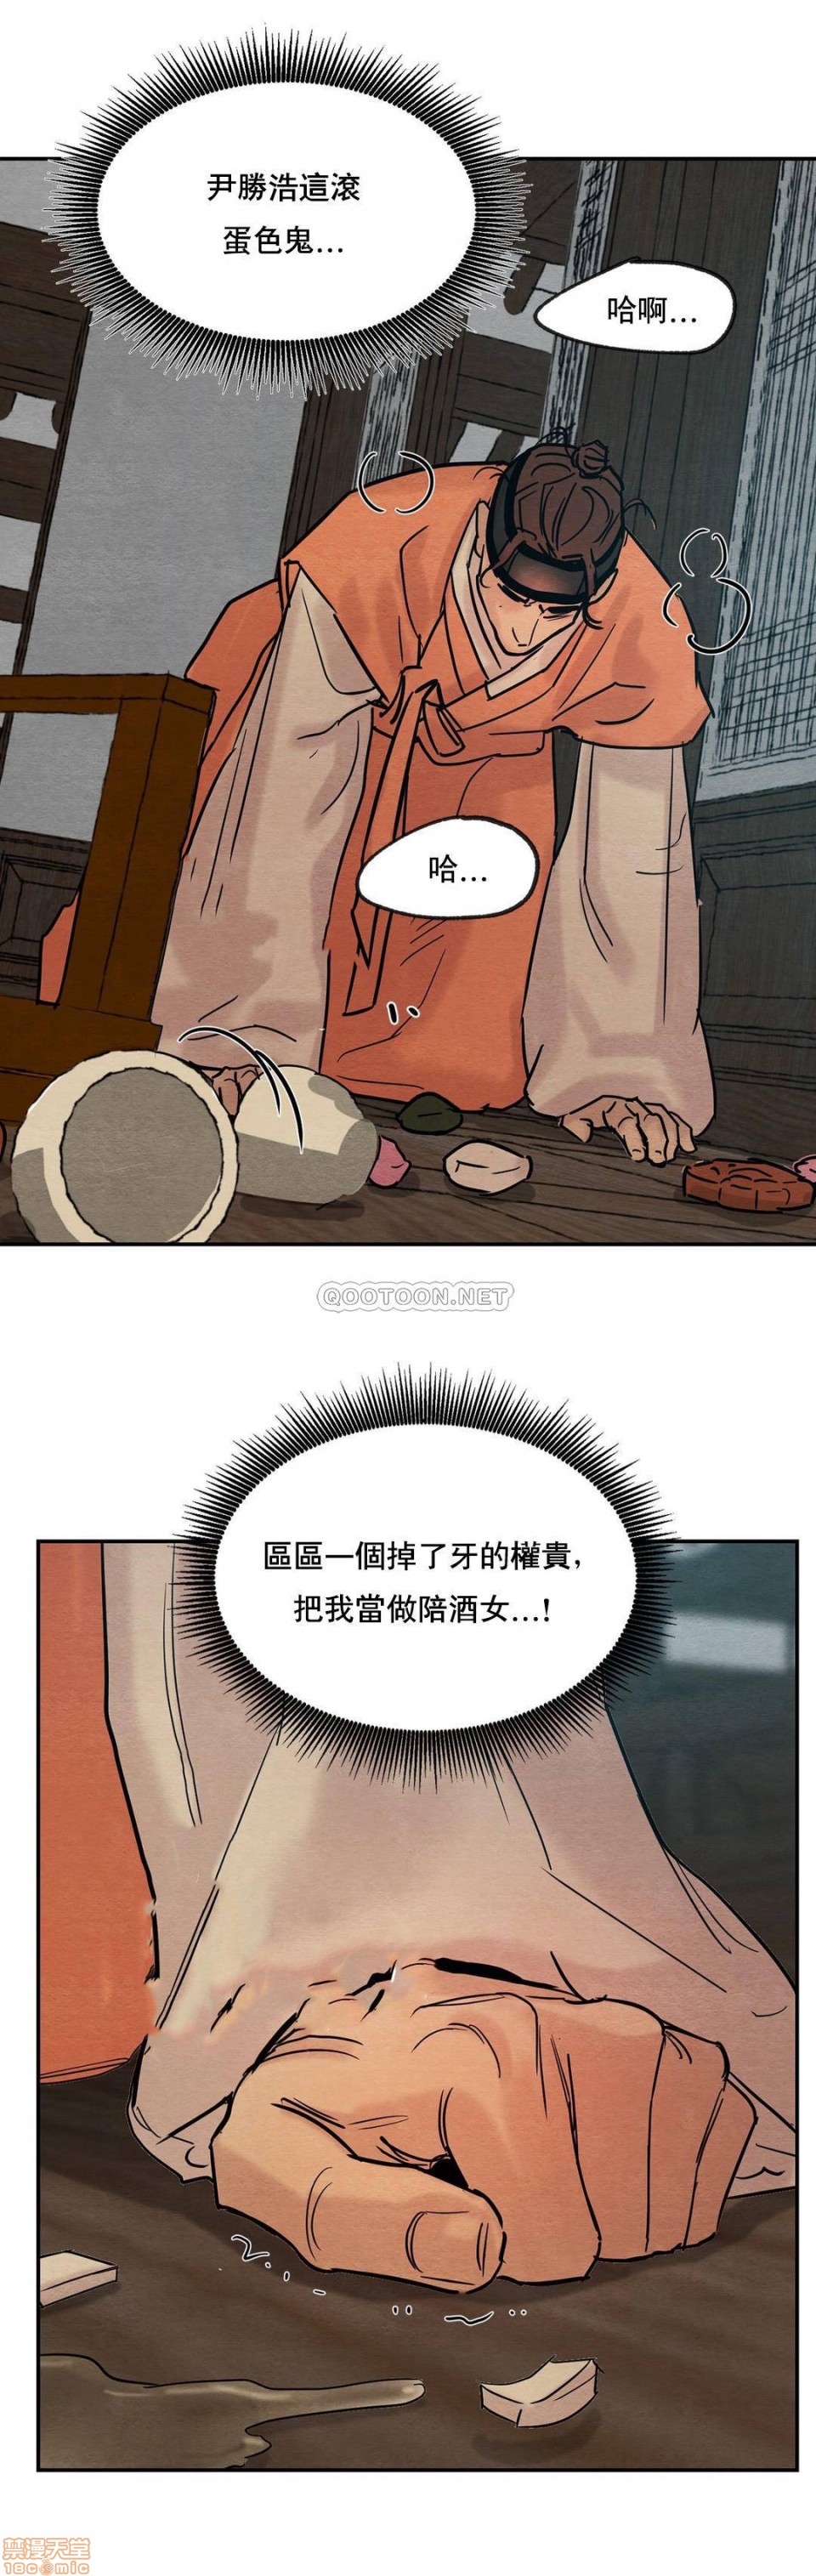 尹勝浩這滾
蛋色鬼...
哈啊...
哈...
QOOTOON.NET
區區一個掉了牙的權貴,
把我當做陪酒女...!
禁漫天堂
18comic